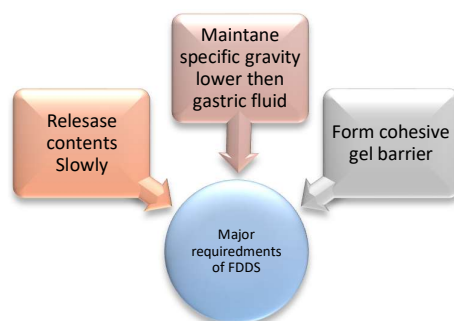 Maintane
specific gravity
lower then
gastric fluid
Relesase
contents
Slowly
Form cohesive
gel barrier
Major
requiredments
of FDDS